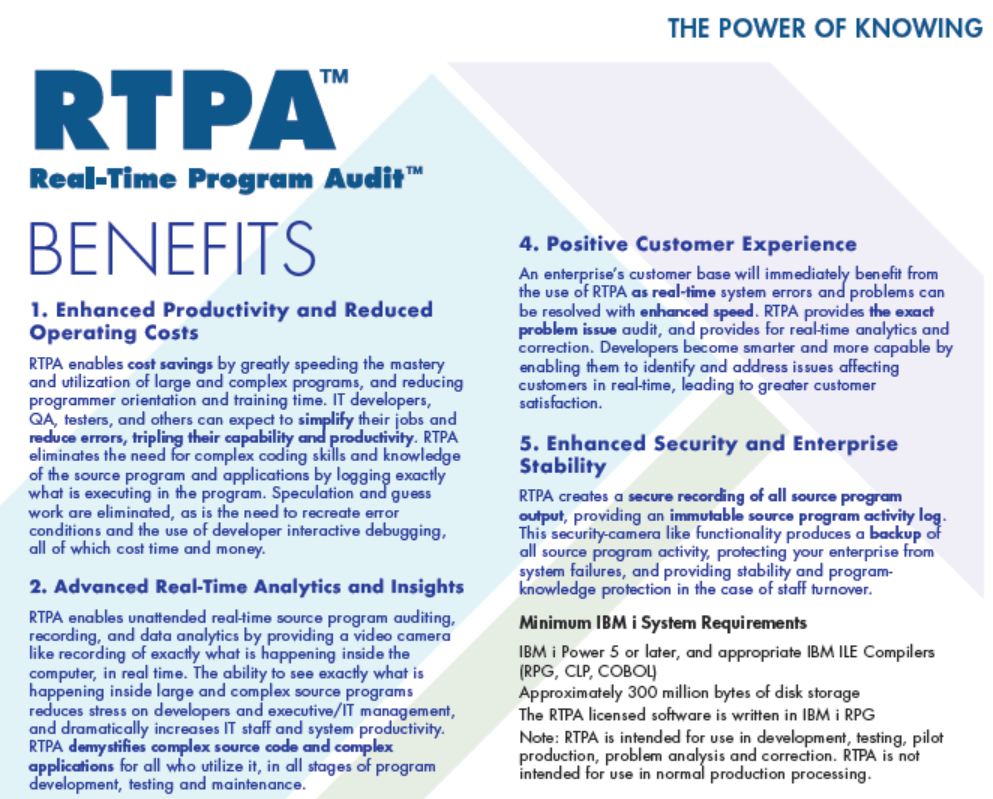 THE POWER OF KNOWING
RTPA™
Real-Time Program Audit™
BENEFITS
1. Enhanced Productivity and Reduced
Operating Costs
RTPA enables cost savings by greatly speeding the mastery
and utilization of large and complex programs, and reducing
programmer orientation and training time. IT developers,
QA, testers, and others can expect to simplify their jobs and
reduce errors, tripling their capability and productivity. RTPA
eliminates the need for complex coding skills and knowledge
of the source program and applications by logging exactly
what is executing in the program. Speculation and guess
work are eliminated, as is the need to recreate error
conditions and the use of developer interactive debugging,
all of which cost time and money.
2. Advanced Real-Time Analytics and Insights
RTPA enables unattended real-time source program auditing,
recording, and data analytics by providing a video camera
like recording of exactly what is happening inside the
computer, in real time. The ability to see exactly what is
happening inside large and complex source programs
reduces stress on developers and executive/IT management,
and dramatically increases IT staff and system productivity.
RTPA demystifies complex source code and complex
applications for all who utilize it, in all stages of program
development, testing and maintenance.
4. Positive Customer Experience
An enterprise's customer base will immediately benefit from
the use of RTPA as real-time system errors and problems can
be resolved with enhanced speed. RTPA provides the exact
problem issue audit, and provides for real-time analytics and
correction. Developers become smarter and more capable by
enabling them to identify and address issues affecting
customers in real-time, leading to greater customer
satisfaction.
5. Enhanced Security and Enterprise
Stability
RTPA creates a secure recording of all source program
output, providing an immutable source program activity log.
This security-camera like functionality produces a backup of
all source program activity, protecting your enterprise from
system failures, and providing stability and program-
knowledge protection in the case of staff turnover.
Minimum IBM i System Requirements
IBM i Power 5 or later, and appropriate IBM ILE Compilers
(RPG, CLP, COBOL)
Approximately 300 million bytes of disk storage
The RTPA licensed software is written in IBM i RPG
Note: RTPA is intended for use in development, testing, pilot
production, problem analysis and correction. RTPA is not
intended for use in normal production processing.